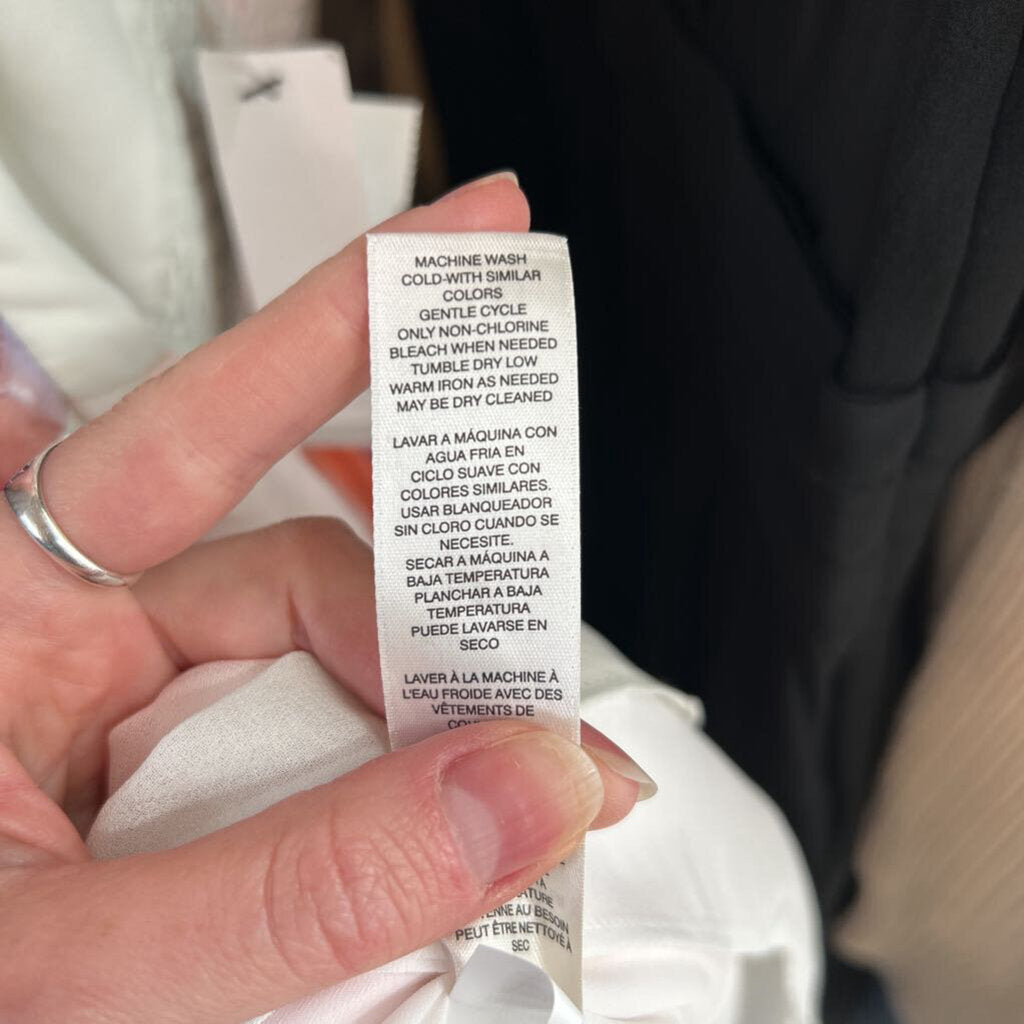 MACHINE WASH
COLD-WITH SIMILAR
COLORS
GENTLE CYCLE
ONLY NON-CHLORINE
BLEACH WHEN NEEDED
TUMBLE DRY LOW
WARM IRON AS NEEDED
MAY BE DRY CLEANED
LAVAR A MÁQUINA CON
AGUA FRIA EN
CICLO SUAVE CON
COLORES SIMILARES.
USAR BLANQUEADOR
SIN CLORO CUANDO SE
NECESITE.
SECAR A MÁQUINA A
BAJA TEMPERATURA
PLANCHAR A BAJA
TEMPERATURA
PUEDE LAVARSE EN
SECO
LAVER À LA MACHINE À
L'EAU FROIDE AVEC DES
VÊTEMENTS DE
AU BESOIN
PEUT ÊTRE NETTOYÉ À
SEC